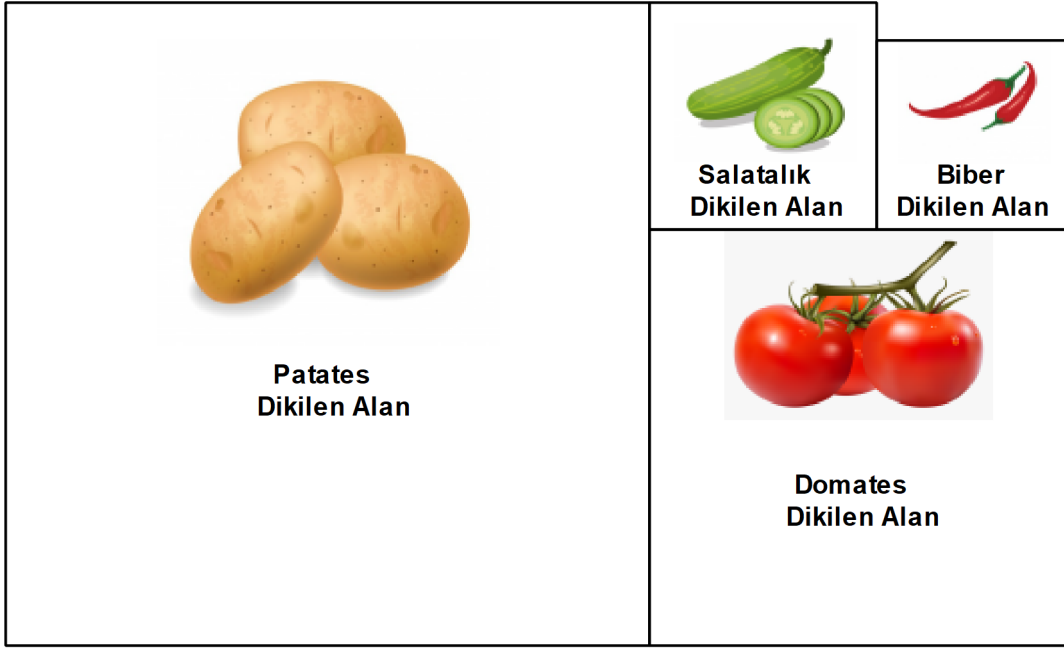 Salatalık
Dikilen Alan
Biber
Dikilen Alan
Patates
Dikilen Alan
Domates
Dikilen Alan